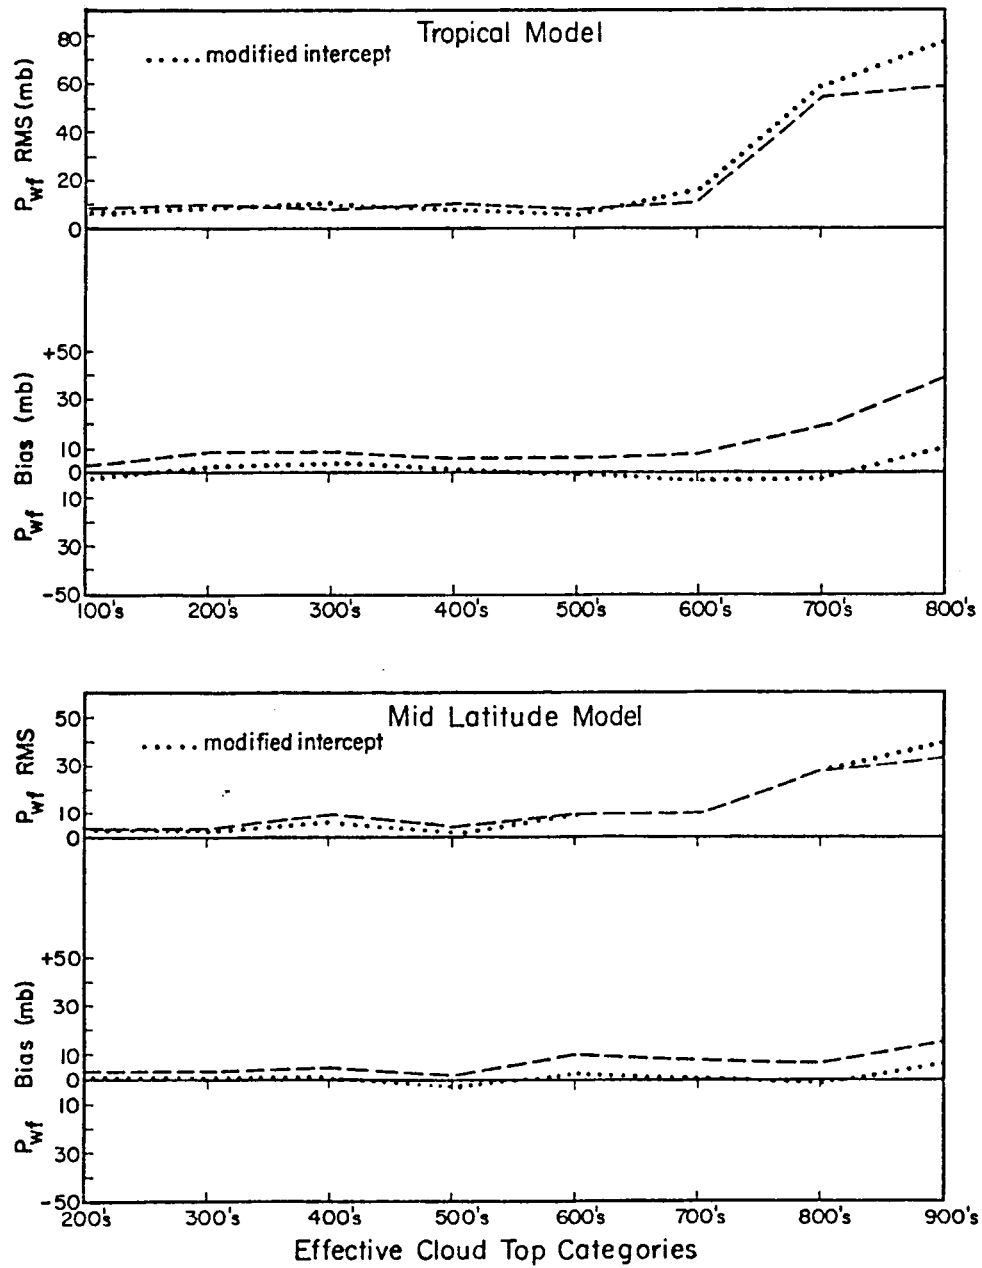 Tropical Model
.... modified intercept
P_wf RMS (mb)
80
60
40
20
0
P_wf Bias (mb)
+50
30
10
0
10
30
-50
100's 200's 300's 400's 500's 600's 700's 800's
Mid Latitude Model
.... modified intercept
P_wf RMS
50
30
10
0
P_wf Bias (mb)
+50
30
10
0
10
30
-50
200's 300's 400's 500's 600's 700's 800's 900's
Effective Cloud Top Categories